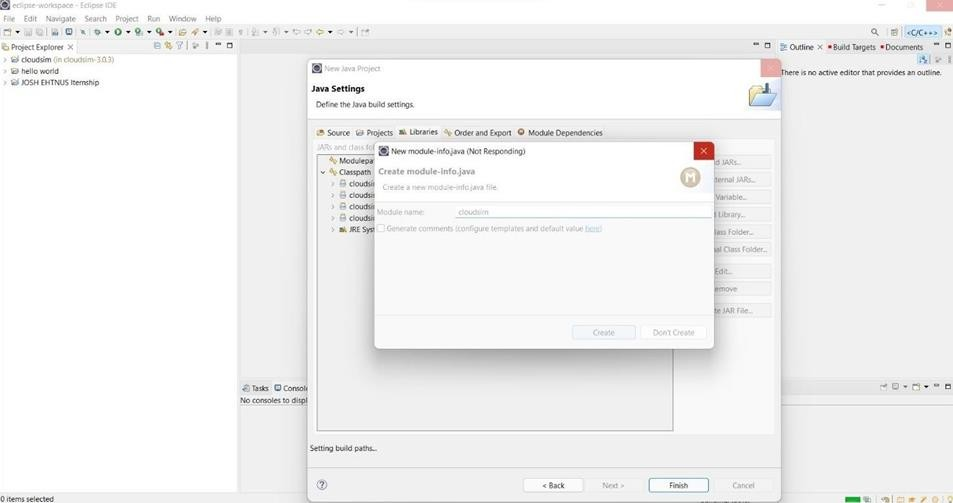 eclipse-workspace - Eclipse IDE
File Edit Navigate Search Project Run Window Help
<C/C++>
Project Explorer
cloudsim (in cloudsim-3.0.3)
hello world
JOSH EHTNUS Iternship
Outline Build Targets Documents
There is no active editor that provides an outline.
New Java Project
Java Settings
Define the Java build settings.
Source Projects Libraries Order and Export Module Dependencies
JARs and class fo
Modulepa
Classpath
cloudsi
cloudsi
cloudsi
cloudsi
JRE Sys
d JARs...
ternal JARs...
Variable...
d Library...
lass Folder...
nal Class Folder...
Edit...
emove
te JAR File...
New module-info.java (Not Responding)
Create module-info.java
Create a new module-info.java file.
M
Module name: cloudsim
Generate comments (configure templates and default value here)
Create Don't Create
Tasks Consol
No consoles to displ
Setting build paths...
? < Back Next > Finish Cancel
0 items selected